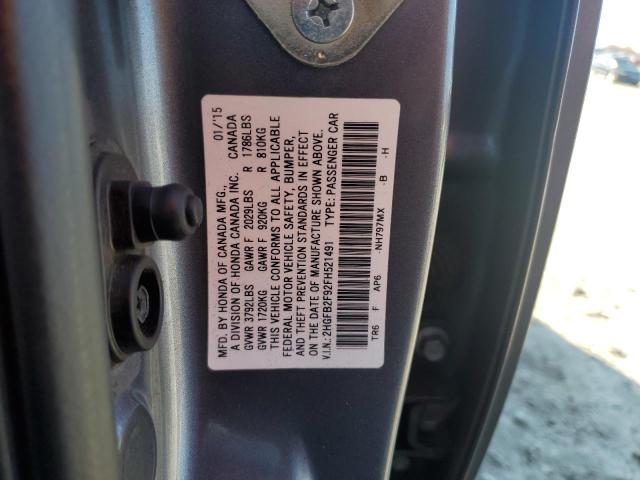 MFD. BY HONDA OF CANADA MFG., 01/'15
A DIVISION OF HONDA CANADA INC. CANADA
GVWR 3792LBS GAWR F 2029LBS R 1786LBS
GVWR 1720KG GAWR F 920KG R 810KG
THIS VEHICLE CONFORMS TO ALL APPLICABLE
FEDERAL MOTOR VEHICLE SAFETY, BUMPER,
AND THEFT PREVENTION STANDARDS IN EFFECT
ON THE DATE OF MANUFACTURE SHOWN ABOVE.
V.I.N.: 2HGFB2F92FH521491 TYPE: PASSENGER CAR
TR6 F AP6 -NH797MX -B -H